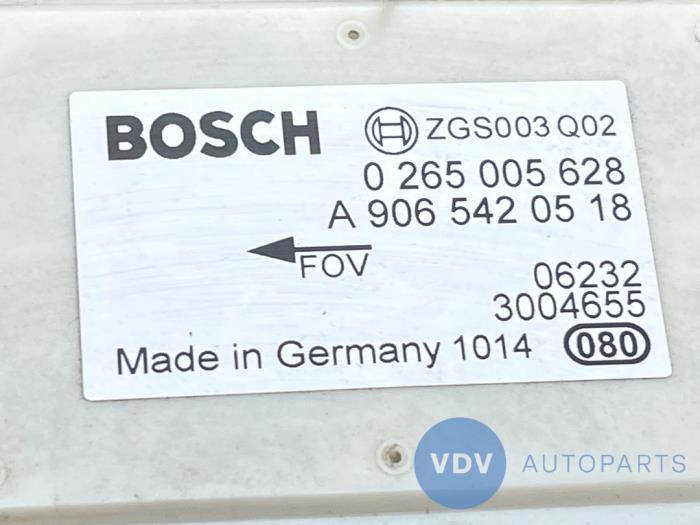 BOSCH ZGS003 Q02
0 265 005 628
A 906 542 05 18
FOV
06232
3004655
Made in Germany 1014 080
VDV AUTOPARTS